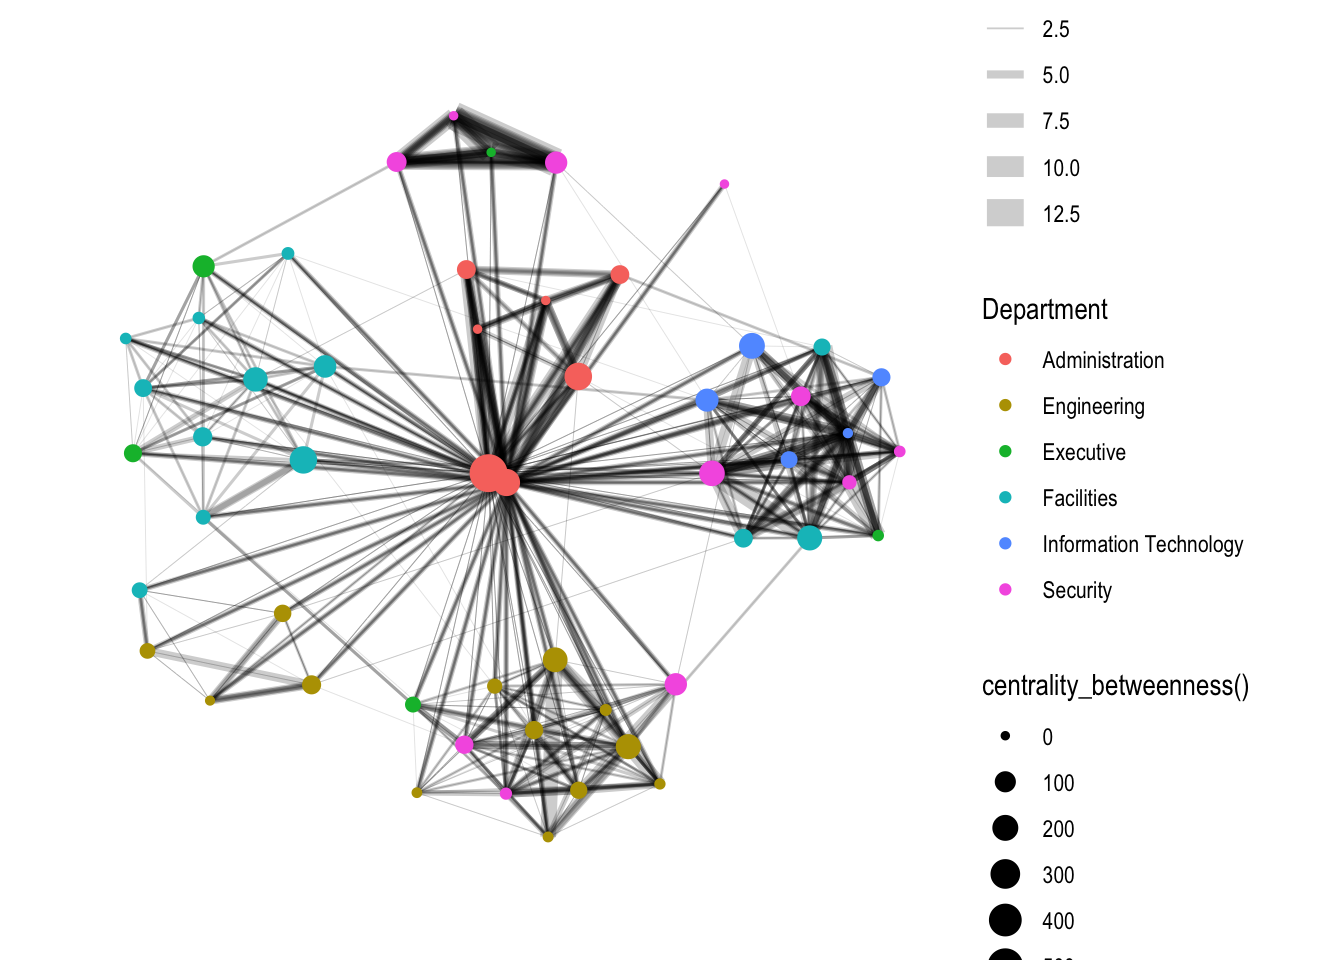 2.5
5.0
7.5
10.0
12.5
Department
Administration
Engineering
Executive
Facilities
Information Technology
Security
centrality_betweenness()
0
100
200
300
400